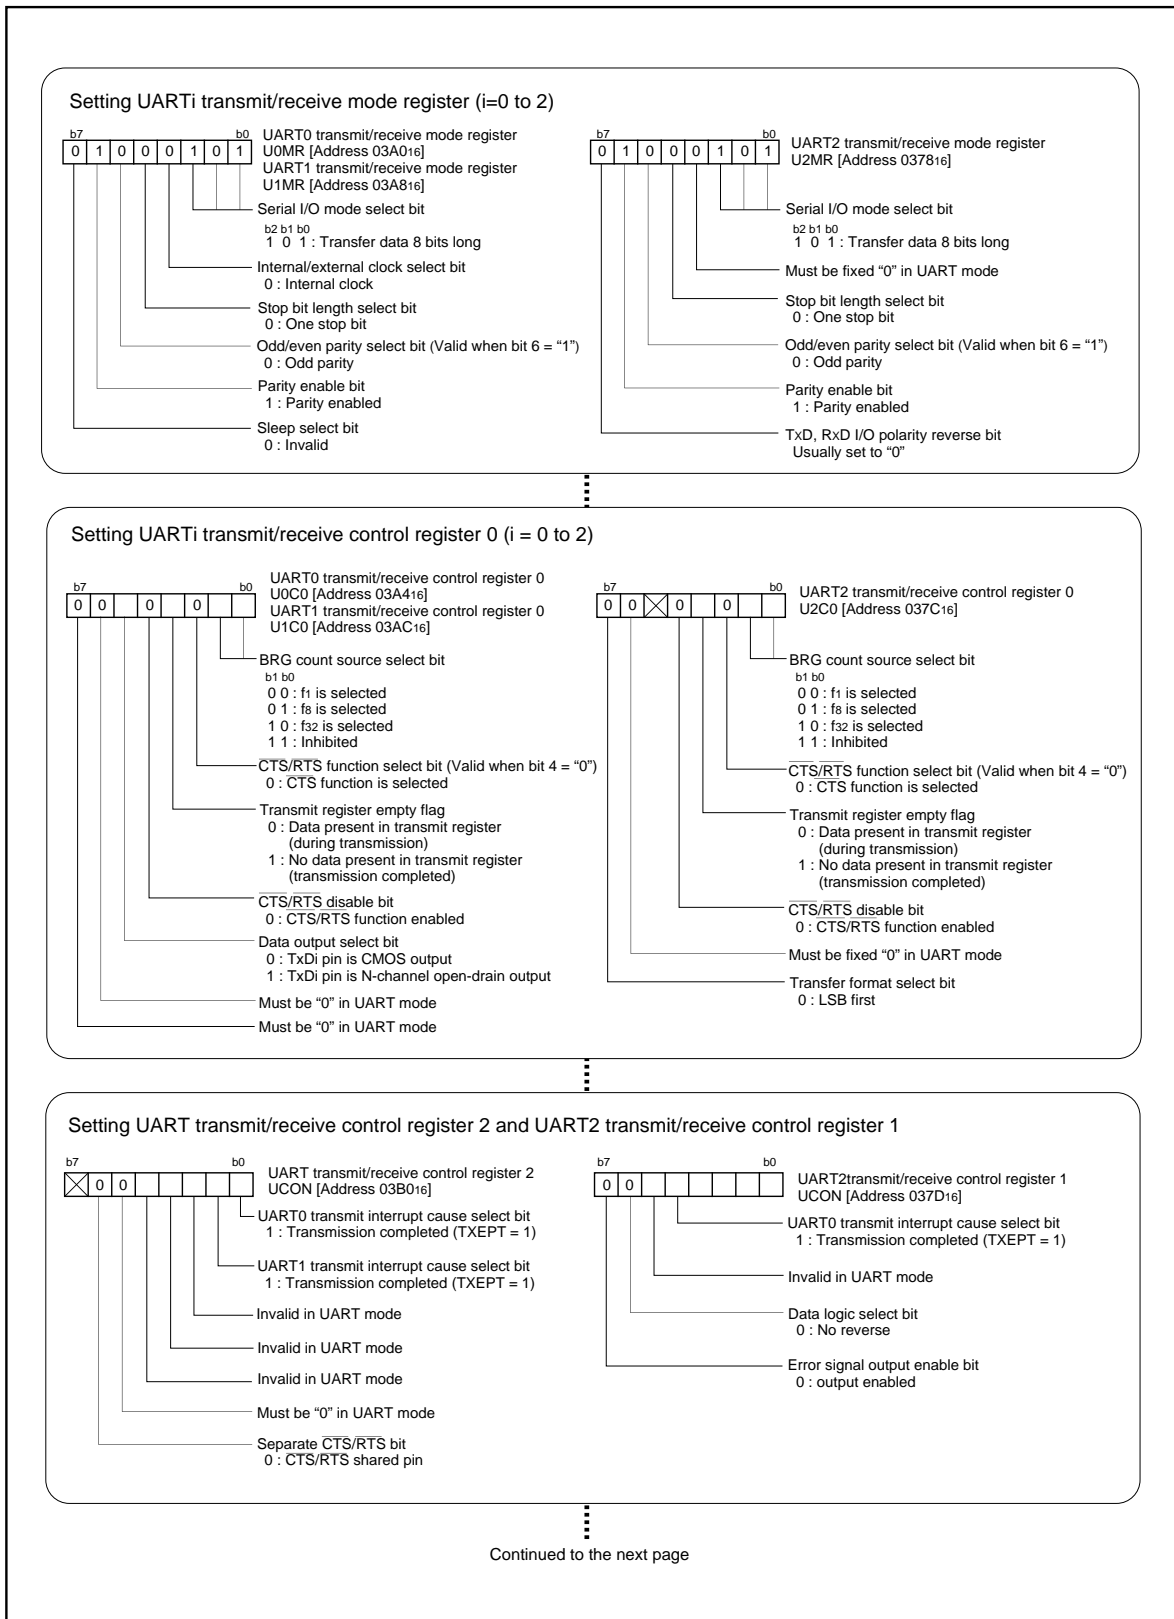 Setting UARTi transmit/receive mode register (i=0 to 2)
b7 b0
0 1 0 0 0 1 0 1
UART0 transmit/receive mode register
U0MR [Address 03A016]
UART1 transmit/receive mode register
U1MR [Address 03A816]
Serial I/O mode select bit
b2 b1 b0
1 0 1 : Transfer data 8 bits long
Internal/external clock select bit
0 : Internal clock
Stop bit length select bit
0 : One stop bit
Odd/even parity select bit (Valid when bit 6 = “1”)
0 : Odd parity
Parity enable bit
1 : Parity enabled
Sleep select bit
0 : Invalid
b7 b0
0 1 0 0 0 1 0 1
UART2 transmit/receive mode register
U2MR [Address 037816]
Serial I/O mode select bit
b2 b1 b0
1 0 1 : Transfer data 8 bits long
Must be fixed “0” in UART mode
Stop bit length select bit
0 : One stop bit
Odd/even parity select bit (Valid when bit 6 = “1”)
0 : Odd parity
Parity enable bit
1 : Parity enabled
TxD, RxD I/O polarity reverse bit
Usually set to “0”
Setting UARTi transmit/receive control register 0 (i = 0 to 2)
b7 b0
0 0 0 0
UART0 transmit/receive control register 0
U0C0 [Address 03A416]
UART1 transmit/receive control register 0
U1C0 [Address 03AC16]
BRG count source select bit
b1 b0
0 0 : f1 is selected
0 1 : f8 is selected
1 0 : f32 is selected
1 1 : Inhibited
CTS/RTS function select bit (Valid when bit 4 = “0”)
0 : CTS function is selected
Transmit register empty flag
0 : Data present in transmit register
(during transmission)
1 : No data present in transmit register
(transmission completed)
CTS/RTS disable bit
0 : CTS/RTS function enabled
Data output select bit
0 : TxDi pin is CMOS output
1 : TxDi pin is N-channel open-drain output
Must be “0” in UART mode
Must be “0” in UART mode
b7 b0
0 0 0 0
UART2 transmit/receive control register 0
U2C0 [Address 037C16]
BRG count source select bit
b1 b0
0 0 : f1 is selected
0 1 : f8 is selected
1 0 : f32 is selected
1 1 : Inhibited
CTS/RTS function select bit (Valid when bit 4 = “0”)
0 : CTS function is selected
Transmit register empty flag
0 : Data present in transmit register
(during transmission)
1 : No data present in transmit register
(transmission completed)
CTS/RTS disable bit
0 : CTS/RTS function enabled
Must be fixed “0” in UART mode
Transfer format select bit
0 : LSB first
Setting UART transmit/receive control register 2 and UART2 transmit/receive control register 1
b7 b0
0 0
UART transmit/receive control register 2
UCON [Address 03B016]
UART0 transmit interrupt cause select bit
1 : Transmission completed (TXEPT = 1)
UART1 transmit interrupt cause select bit
1 : Transmission completed (TXEPT = 1)
Invalid in UART mode
Invalid in UART mode
Invalid in UART mode
Must be “0” in UART mode
Separate CTS/RTS bit
0 : CTS/RTS shared pin
b7 b0
0 0
UART2transmit/receive control register 1
UCON [Address 037D16]
UART0 transmit interrupt cause select bit
1 : Transmission completed (TXEPT = 1)
Invalid in UART mode
Data logic select bit
0 : No reverse
Error signal output enable bit
0 : output enabled
Continued to the next page